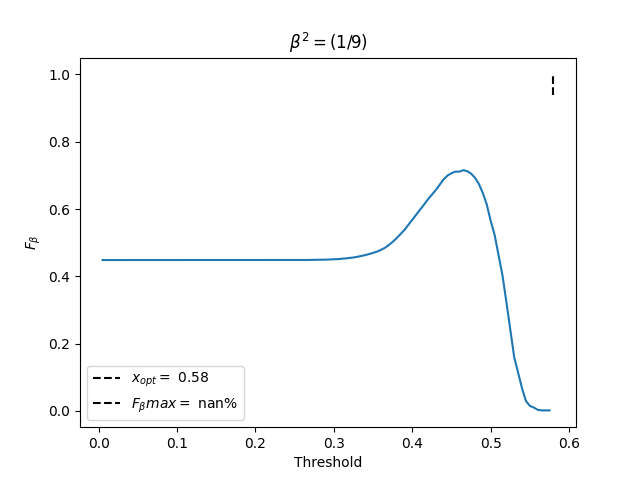 β² = (1/9)
1.0
0.8
0.6
0.4
0.2
0.0
F_β
x_opt = 0.58
F_βmax = nan%
0.0 0.1 0.2 0.3 0.4 0.5 0.6
Threshold